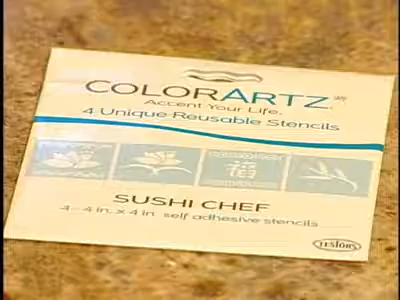 COLORARTZ
Accent Your Life.
4 Unique Reusable Stencils
SUSHI CHEF
4 - 4 in. x 4 in. self adhesive stencils
TESTORS